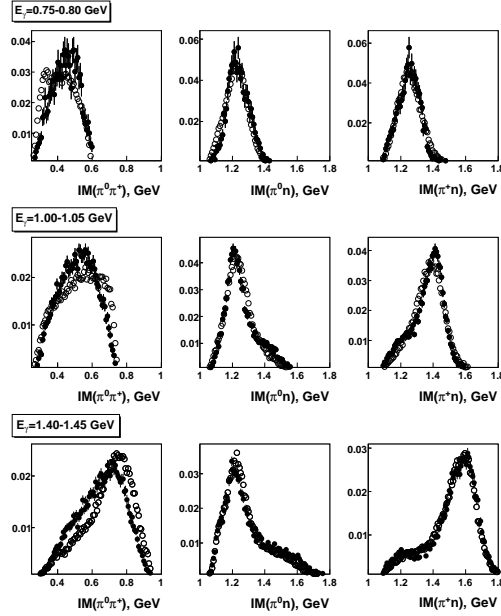 E_γ=0.75-0.80 GeV
0.04
0.03
0.02
0.01
0.4 0.6 0.8 1
IM(π⁰π⁺), GeV
0.06
0.04
0.02
1 1.2 1.4 1.6 1.8
IM(π⁰n), GeV
0.06
0.04
0.02
1 1.2 1.4 1.6 1.8
IM(π⁺n), GeV
E_γ=1.00-1.05 GeV
0.02
0.01
0.4 0.6 0.8 1
IM(π⁰π⁺), GeV
0.04
0.03
0.02
0.01
1 1.2 1.4 1.6 1.8
IM(π⁰n), GeV
0.04
0.03
0.02
0.01
1 1.2 1.4 1.6 1.8
IM(π⁺n), GeV
E_γ=1.40-1.45 GeV
0.02
0.01
0.4 0.6 0.8 1
IM(π⁰π⁺), GeV
0.03
0.02
0.01
1 1.2 1.4 1.6 1.8
IM(π⁰n), GeV
0.03
0.02
0.01
1 1.2 1.4 1.6 1.8
IM(π⁺n), GeV